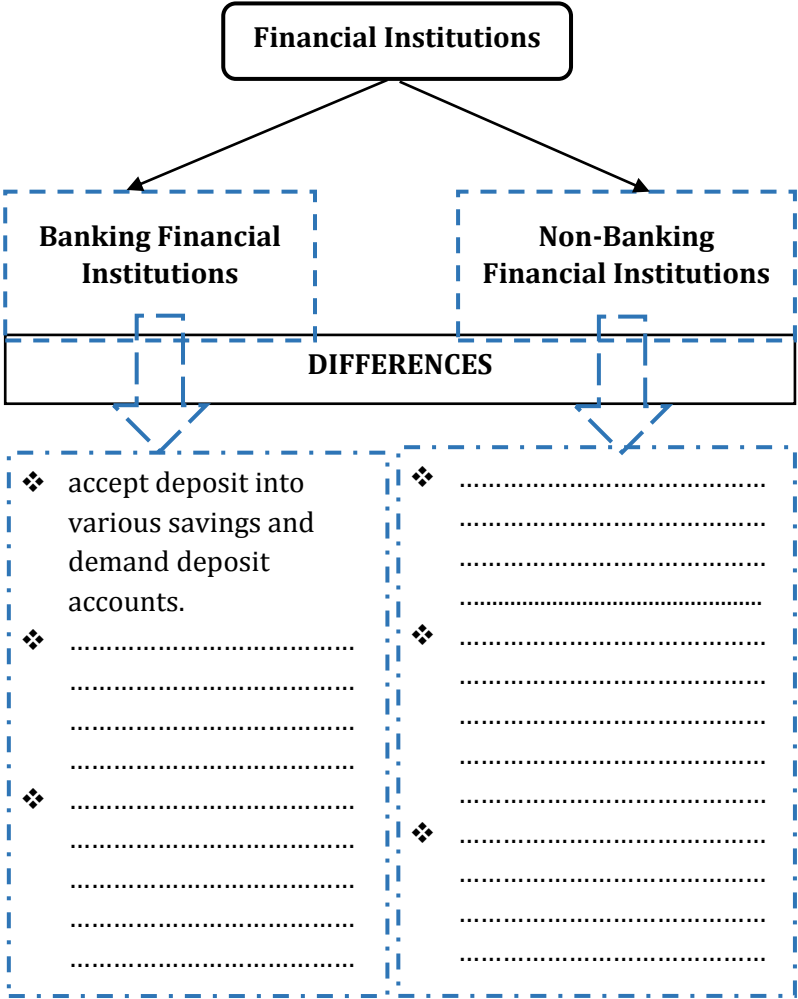 Financial Institutions
Banking Financial
Institutions
Non-Banking
Financial Institutions
DIFFERENCES
❖ accept deposit into
various savings and
demand deposit
accounts.
❖ …………………………………
…………………………………
…………………………………
…………………………………
❖ …………………………………
…………………………………
…………………………………
…………………………………
…………………………………
❖ ……………………………………
……………………………………
……………………………………
……………………………………
❖ ……………………………………
……………………………………
……………………………………
……………………………………
……………………………………
❖ ……………………………………
……………………………………
……………………………………
……………………………………